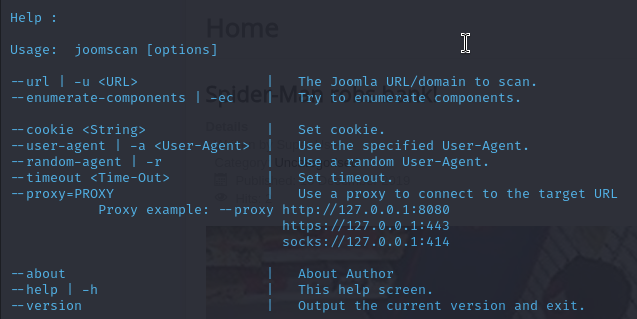 Help :
Usage:  joomscan [options]
--url | -u <URL>                |   The Joomla URL/domain to scan.
--enumerate-components | -ec    |   Try to enumerate components.
--cookie <String>               |   Set cookie.
--user-agent | -a <User-Agent>  |   Use the specified User-Agent.
--random-agent | -r             |   Use a random User-Agent.
--timeout <Time-Out>            |   Set timeout.
--proxy=PROXY                   |   Use a proxy to connect to the target URL
           Proxy example: --proxy http://127.0.0.1:8080
                                  https://127.0.0.1:443
                                  socks://127.0.0.1:414
--about                         |   About Author
--help | -h                     |   This help screen.
--version                       |   Output the current version and exit.
Home
Details